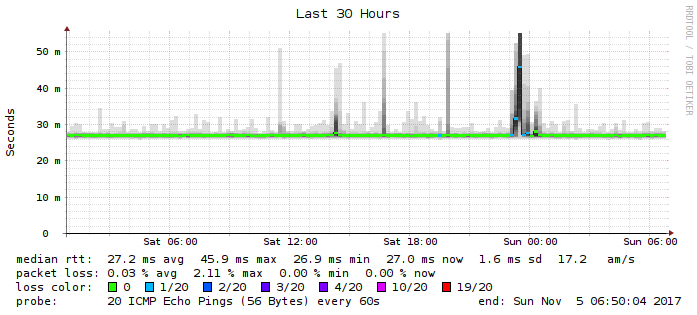 Last 30 Hours
RRDTOOL / TOBI OETIKER
Seconds
50 m
40 m
30 m
20 m
10 m
0
Sat 06:00 Sat 12:00 Sat 18:00 Sun 00:00 Sun 06:00
median rtt: 27.2 ms avg 45.9 ms max 26.9 ms min 27.0 ms now 1.6 ms sd 17.2 am/s
packet loss: 0.03 % avg 2.11 % max 0.00 % min 0.00 % now
loss color: 0 1/20 2/20 3/20 4/20 10/20 19/20
probe: 20 ICMP Echo Pings (56 Bytes) every 60s end: Sun Nov 5 06:50:04 2017